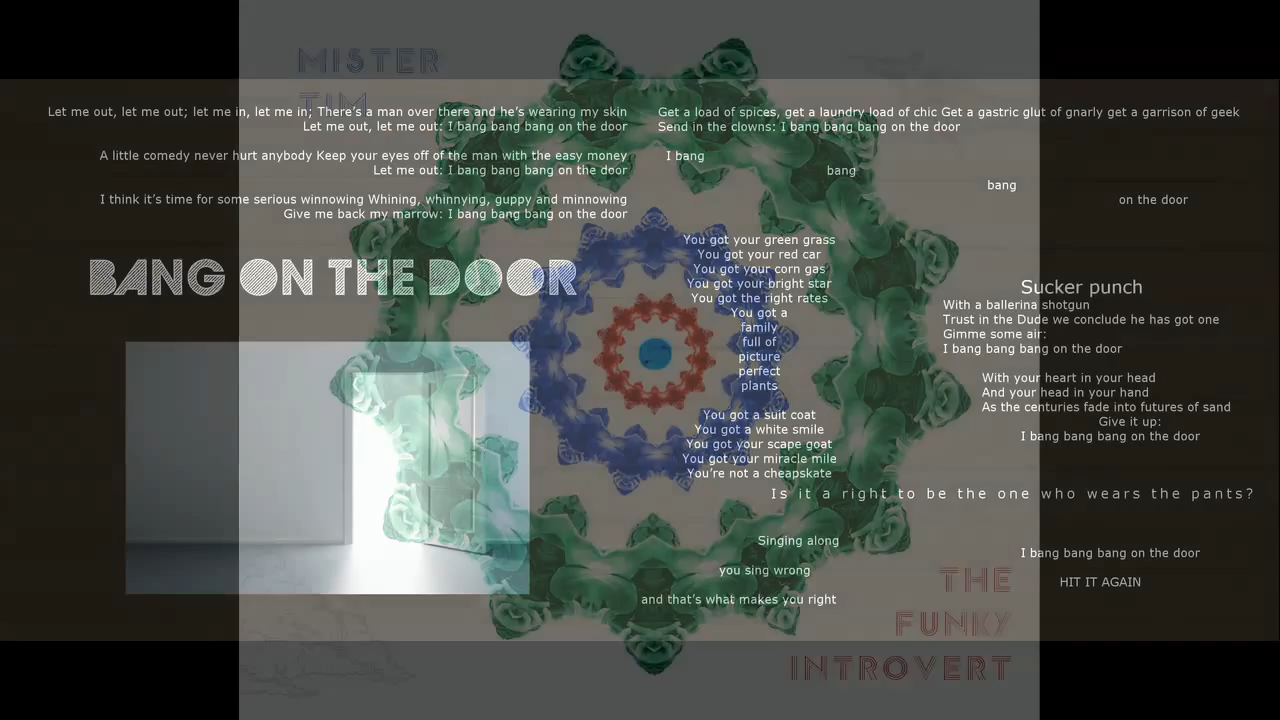 MISTER
TIM
Let me out, let me out; let me in, let me in; There's a man over there and he's wearing my skin
Let me out, let me out: I bang bang bang on the door
A little comedy never hurt anybody Keep your eyes off of the man with the easy money
Let me out: I bang bang bang on the door
I think it's time for some serious winnowing Whining, whinnying, guppy and minnowing
Give me back my marrow: I bang bang bang on the door
BANG ON THE DOOR
Get a load of spices, get a laundry load of chic Get a gastric glut of gnarly get a garrison of geek
Send in the clowns: I bang bang bang on the door
I bang
bang
bang
on the door
You got your green grass
You got your red car
You got your corn gas
You got your bright star
You got the right rates
You got a
family
full of
picture
perfect
plants
You got a suit coat
You got a white smile
You got your scape goat
You got your miracle mile
You're not a cheapskate
Is it a right to be the one who wears the pants?
Singing along
you sing wrong
and that's what makes you right
Sucker punch
With a ballerina shotgun
Trust in the Dude we conclude he has got one
Gimme some air:
I bang bang bang on the door
With your heart in your head
And your head in your hand
As the centuries fade into futures of sand
Give it up:
I bang bang bang on the door
I bang bang bang on the door
HIT IT AGAIN
THE
FUNKY
INTROVERT